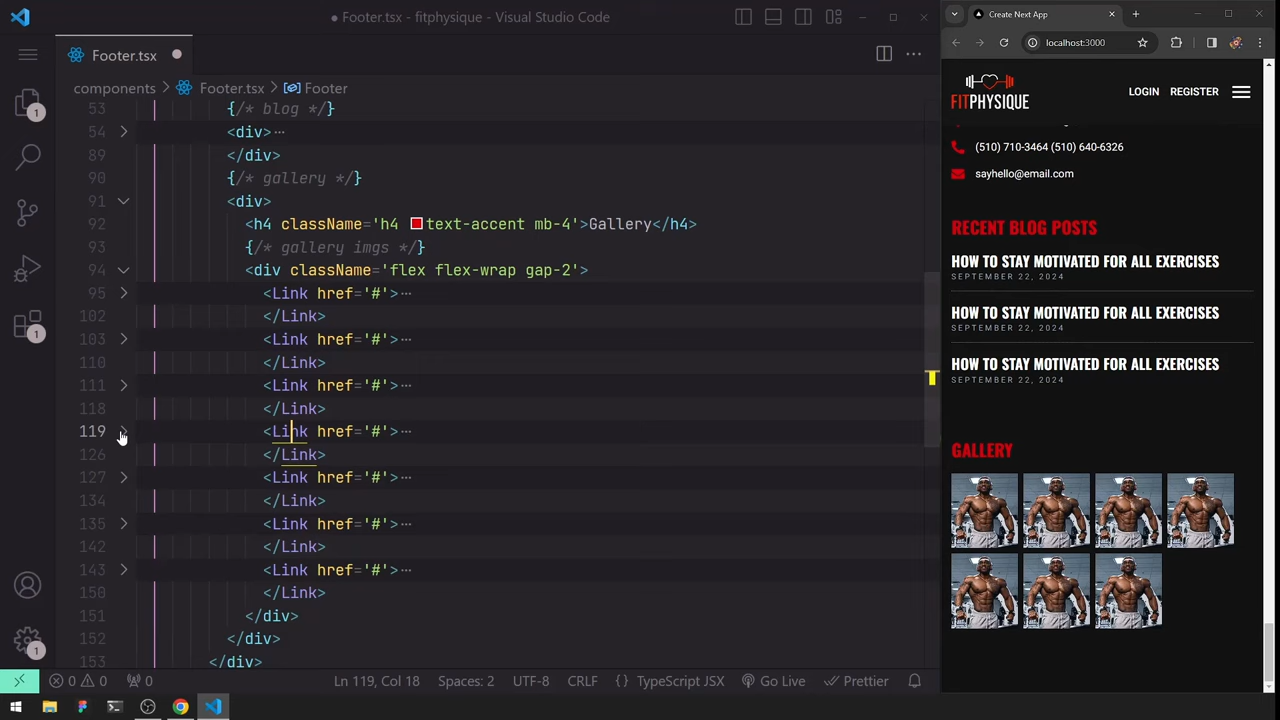 Footer.tsx - fitphysique - Visual Studio Code
Footer.tsx
components > Footer.tsx > Footer
53 {/* blog */}
54 <div>···
89 </div>
90 {/* gallery */}
91 <div>
92 <h4 className='h4 text-accent mb-4'>Gallery</h4>
93 {/* gallery imgs */}
94 <div className='flex flex-wrap gap-2'>
95 <Link href='#'>···
102 </Link>
103 <Link href='#'>···
110 </Link>
111 <Link href='#'>···
118 </Link>
119 <Link href='#'>···
126 </Link>
127 <Link href='#'>···
134 </Link>
135 <Link href='#'>···
142 </Link>
143 <Link href='#'>···
150 </Link>
151 </div>
152 </div>
153 </div>
1
1
1
0 0 0 Ln 119, Col 18 Spaces: 2 UTF-8 CRLF {} TypeScript JSX Go Live Prettier
Create Next App
localhost:3000
FITPHYSIQUE LOGIN REGISTER
(510) 710-3464 (510) 640-6326
sayhello@email.com
RECENT BLOG POSTS
HOW TO STAY MOTIVATED FOR ALL EXERCISES
SEPTEMBER 22, 2024
HOW TO STAY MOTIVATED FOR ALL EXERCISES
SEPTEMBER 22, 2024
HOW TO STAY MOTIVATED FOR ALL EXERCISES
SEPTEMBER 22, 2024
GALLERY